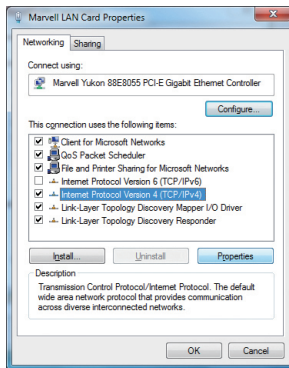 Marvell LAN Card Properties
Networking Sharing
Connect using:
Marvell Yukon 88E8055 PCI-E Gigabit Ethernet Controller
Configure...
This connection uses the following items:
Client for Microsoft Networks
QoS Packet Scheduler
File and Printer Sharing for Microsoft Networks
Internet Protocol Version 6 (TCP/IPv6)
Internet Protocol Version 4 (TCP/IPv4)
Link-Layer Topology Discovery Mapper I/O Driver
Link-Layer Topology Discovery Responder
Install... Uninstall Properties
Description
Transmission Control Protocol/Internet Protocol. The default
wide area network protocol that provides communication
across diverse interconnected networks.
OK Cancel